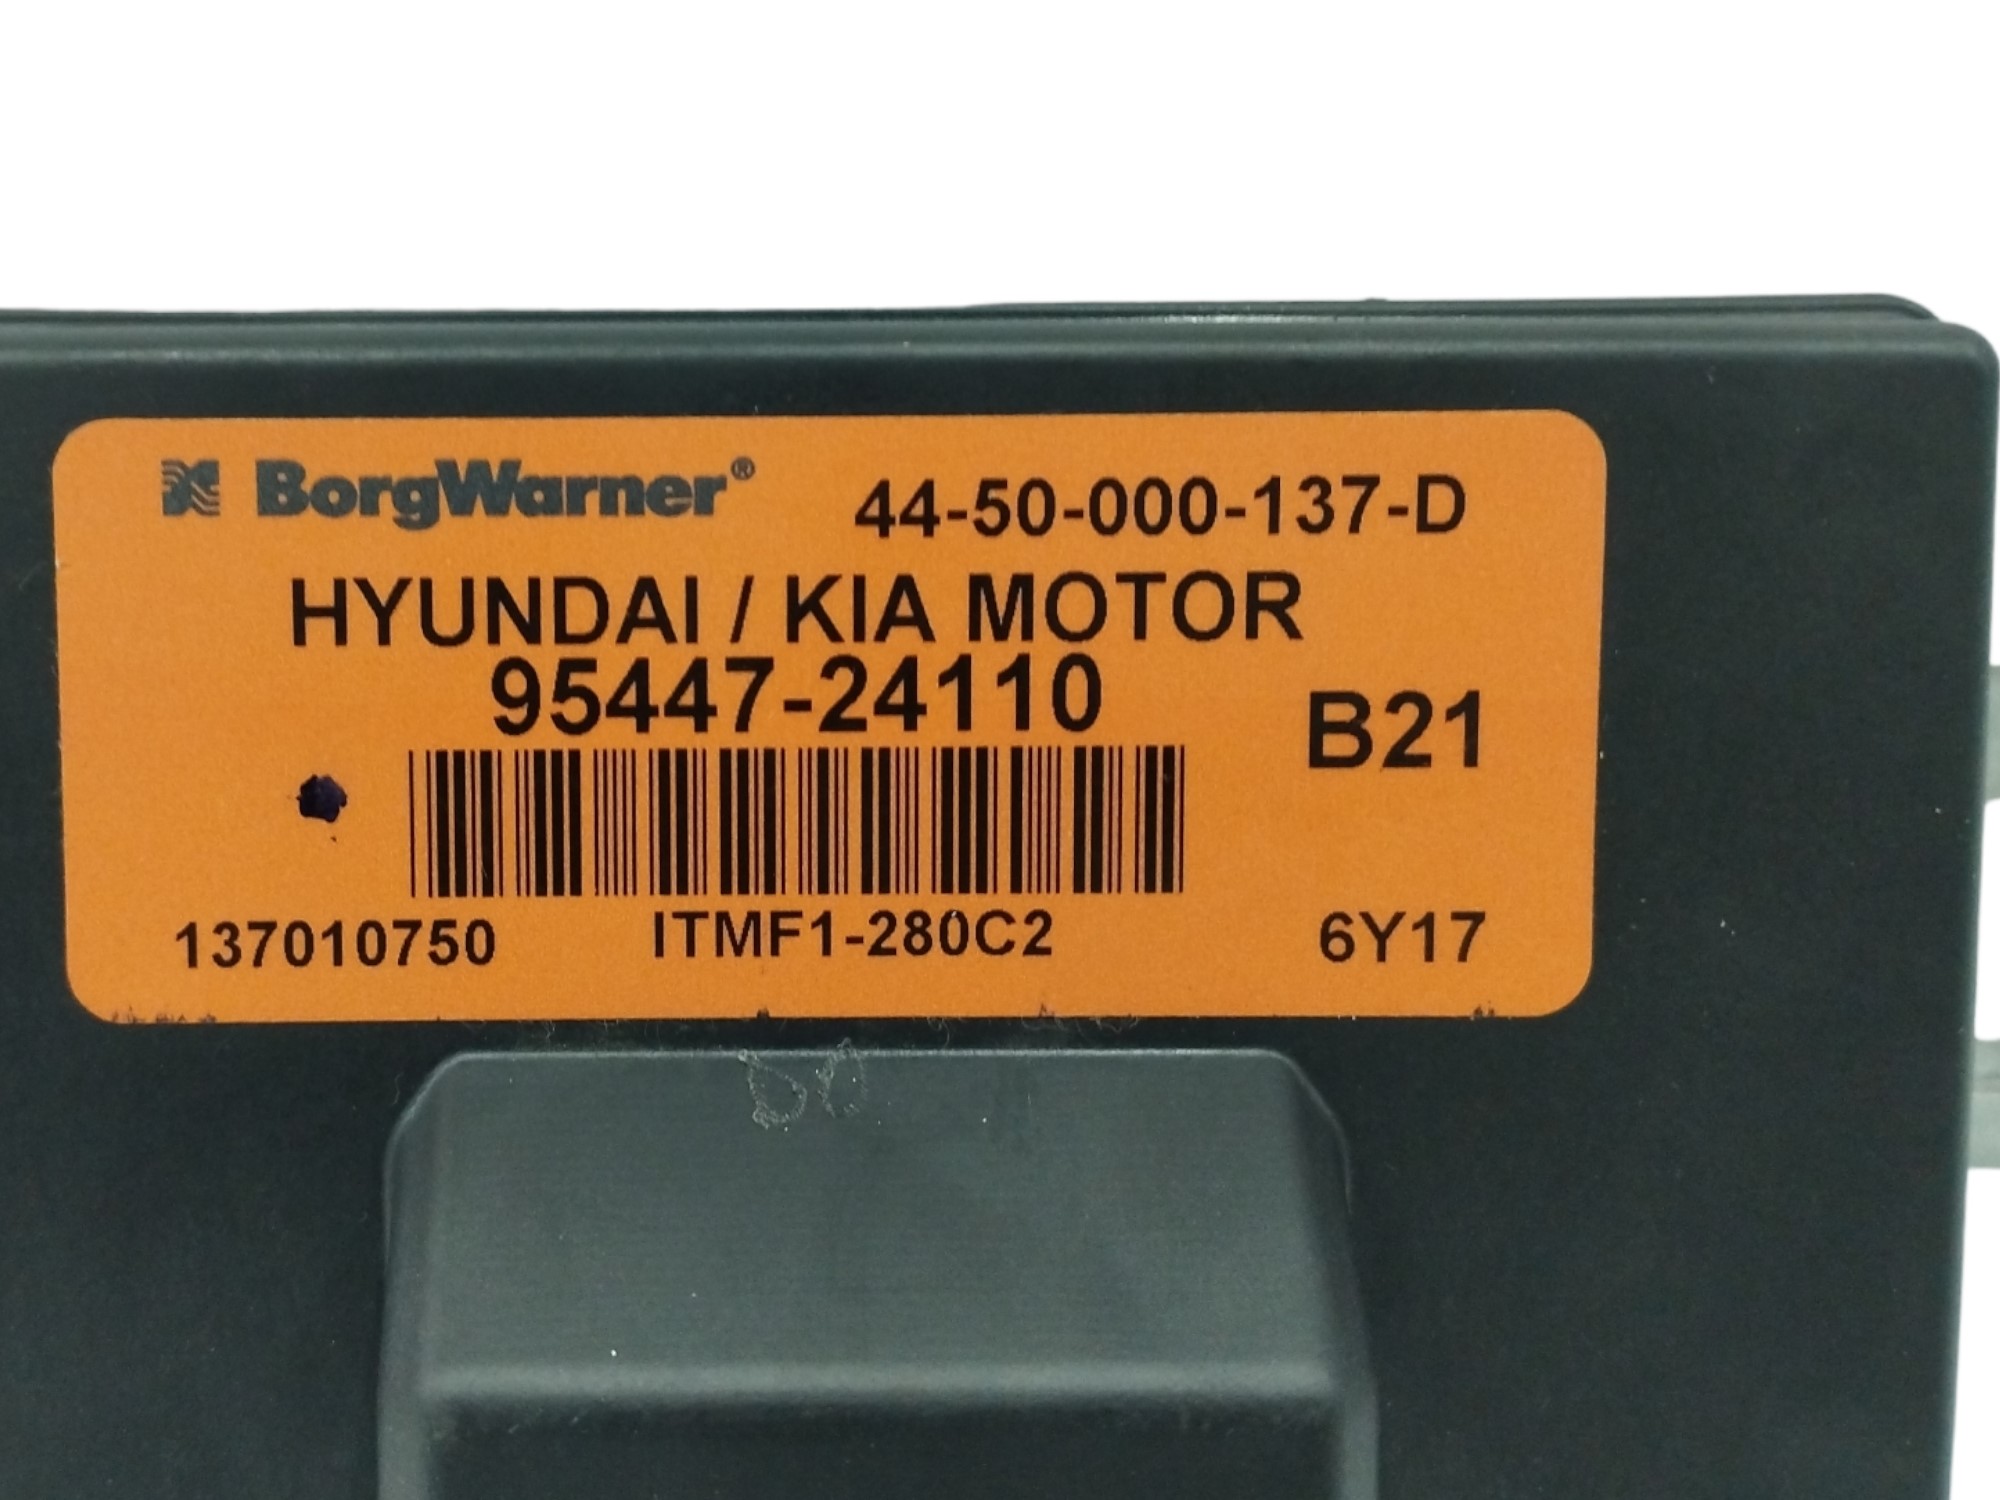 BorgWarner® 44-50-000-137-D
HYUNDAI / KIA MOTOR
95447-24110
B21
137010750 ITMF1-280C2 6Y17